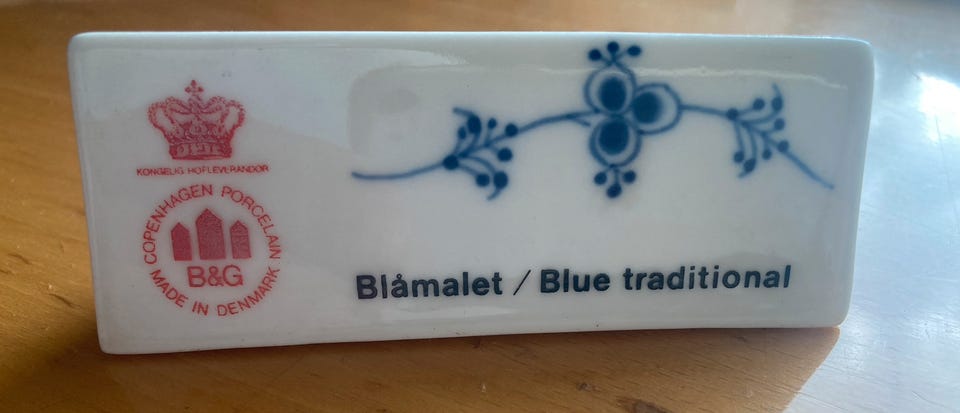 KONGELIG HOFLEVERANDØR
COPENHAGEN PORCELAIN
B&G
MADE IN DENMARK
Blåmalet / Blue traditional